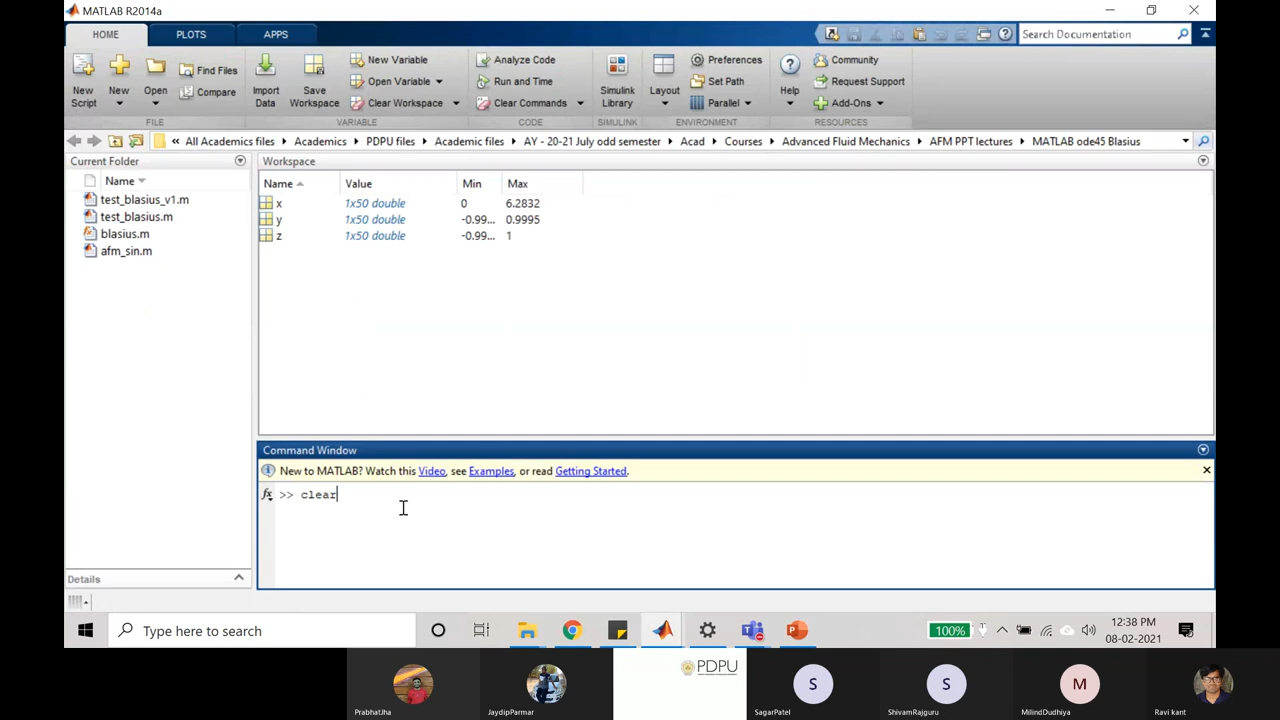 MATLAB R2014a
HOME PLOTS APPS
Search Documentation
New Script
New
Open
Find Files
Compare
Import Data
Save Workspace
New Variable
Open Variable
Clear Workspace
Analyze Code
Run and Time
Clear Commands
Simulink Library
Layout
Preferences
Set Path
Parallel
Help
Community
Request Support
Add-Ons
FILE VARIABLE CODE SIMULINK ENVIRONMENT RESOURCES
« All Academics files Academics PDPU files Academic files AY - 20-21 July odd semester Acad Courses Advanced Fluid Mechanics AFM PPT lectures MATLAB ode45 Blasius
Current Folder
Name
test_blasius_v1.m
test_blasius.m
blasius.m
afm_sin.m
Details
Workspace
Name Value Min Max
x 1x50 double 0 6.2832
y 1x50 double -0.99... 0.9995
z 1x50 double -0.99... 1
Command Window
New to MATLAB? Watch this Video, see Examples, or read Getting Started.
fx >> clear
Type here to search
100%
12:38 PM
08-02-2021
PrabhatJha
JaydipParmar
PDPU
S
SagarPatel
S
ShivamRajguru
M
MilindDudhiya
Ravi kant